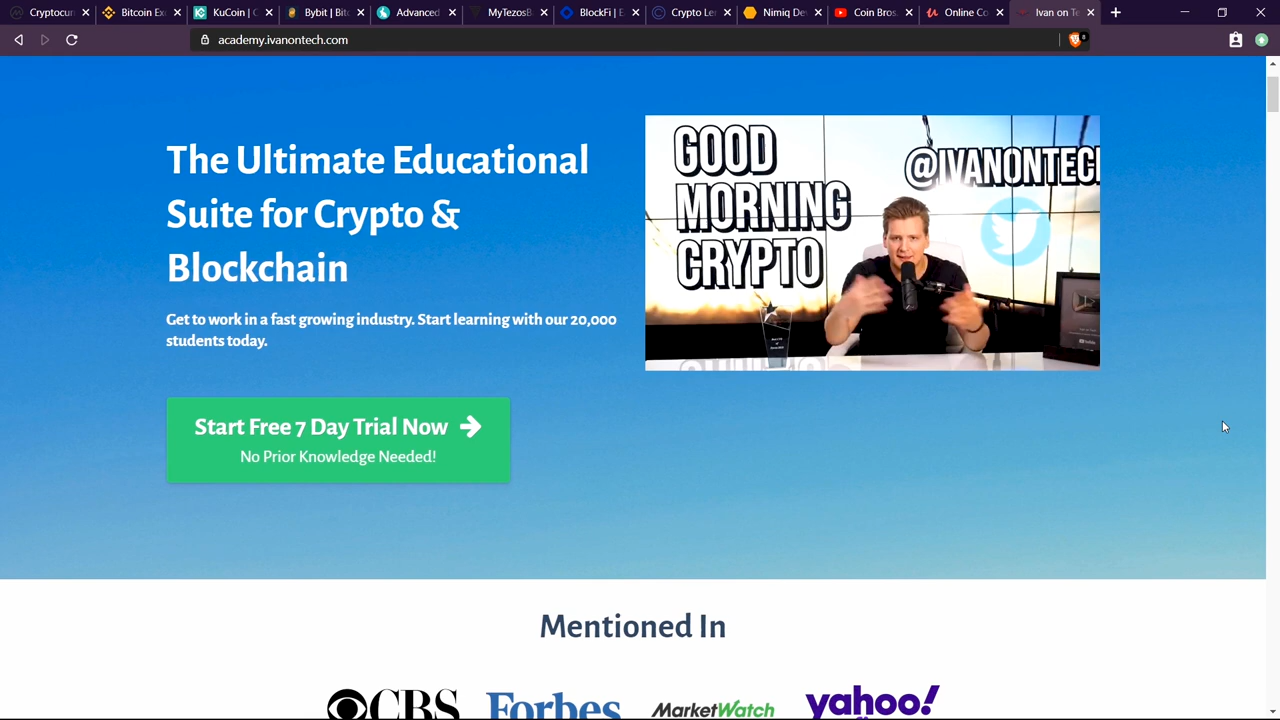 Cryptocur
Bitcoin Ex
KuCoin | C
Bybit | Bit
Advanced
MyTezosB
BlockFi | E
Crypto Le
Nimiq De
Coin Bros
Online Co
Ivan on Te
academy.ivanontech.com
8
The Ultimate Educational
Suite for Crypto &
Blockchain
Get to work in a fast growing industry. Start learning with our 20,000
students today.
Start Free 7 Day Trial Now
No Prior Knowledge Needed!
GOOD
MORNING
CRYPTO
@IVANONTECH
Mentioned In
CBS
Forbes
MarketWatch
yahoo!